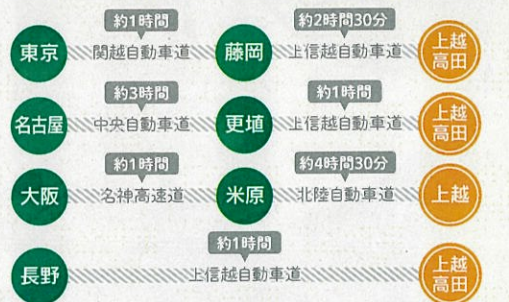 約1時間 約2時間30分
東京 関越自動車道 藤岡 上信越自動車道 上越高田
約3時間 約1時間
名古屋 中央自動車道 更埴 上信越自動車道 上越高田
約1時間 約4時間30分
大阪 名神高速道 米原 北陸自動車道 上越
約1時間
長野 上信越自動車道 上越高田